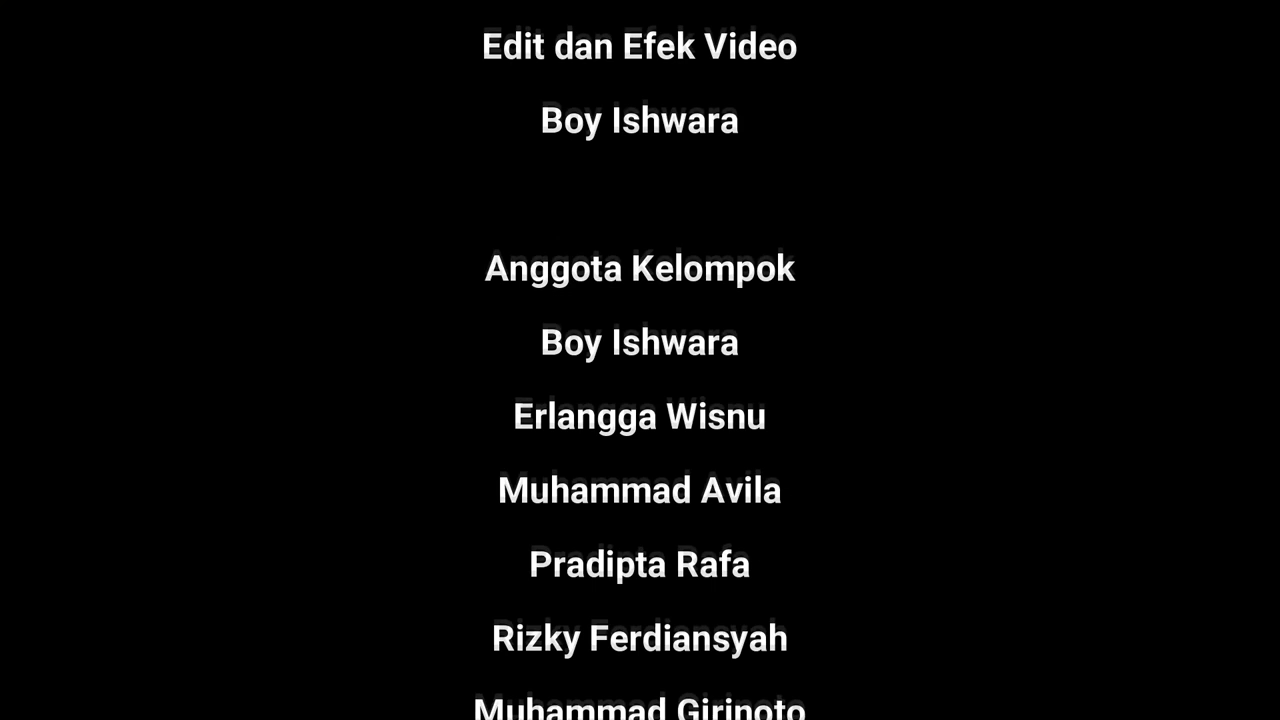 Edit dan Efek Video
Boy Ishwara
Anggota Kelompok
Boy Ishwara
Erlangga Wisnu
Muhammad Avila
Pradipta Rafa
Rizky Ferdiansyah
Muhammad Girinoto